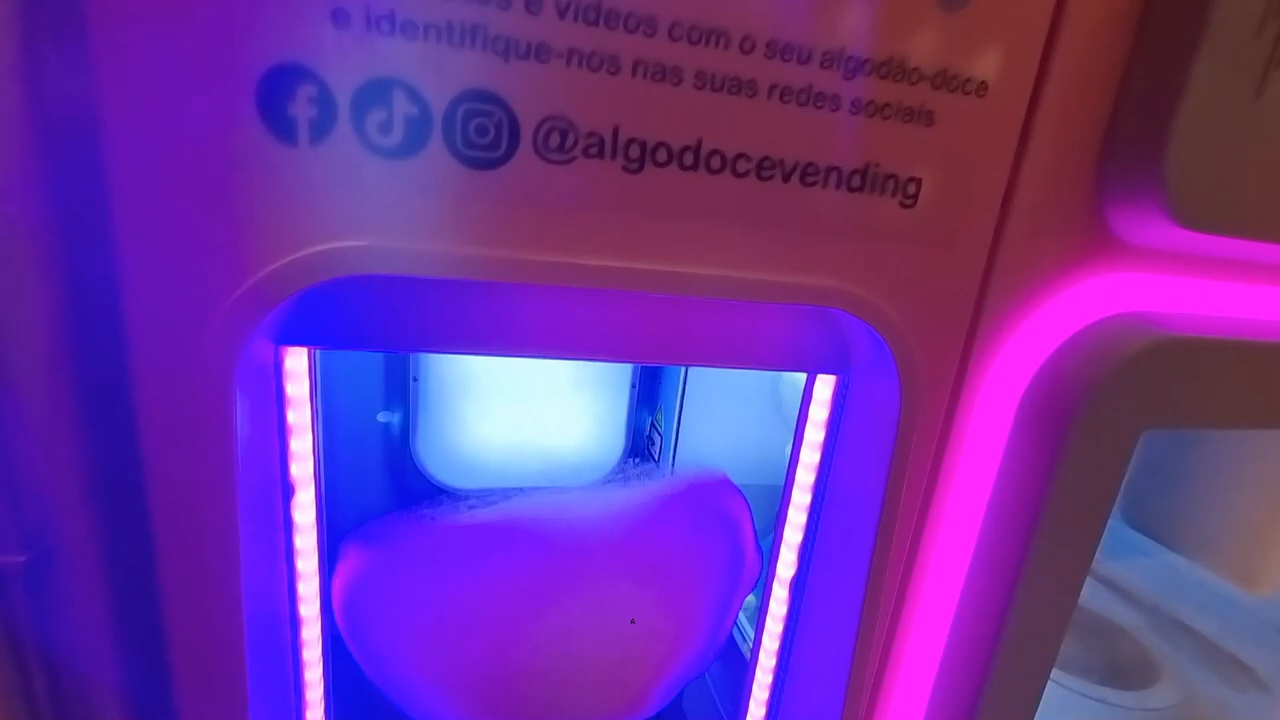 e vídeos com o seu algodão-doce
e identifique-nos nas suas redes sociais
@algodocevending
A